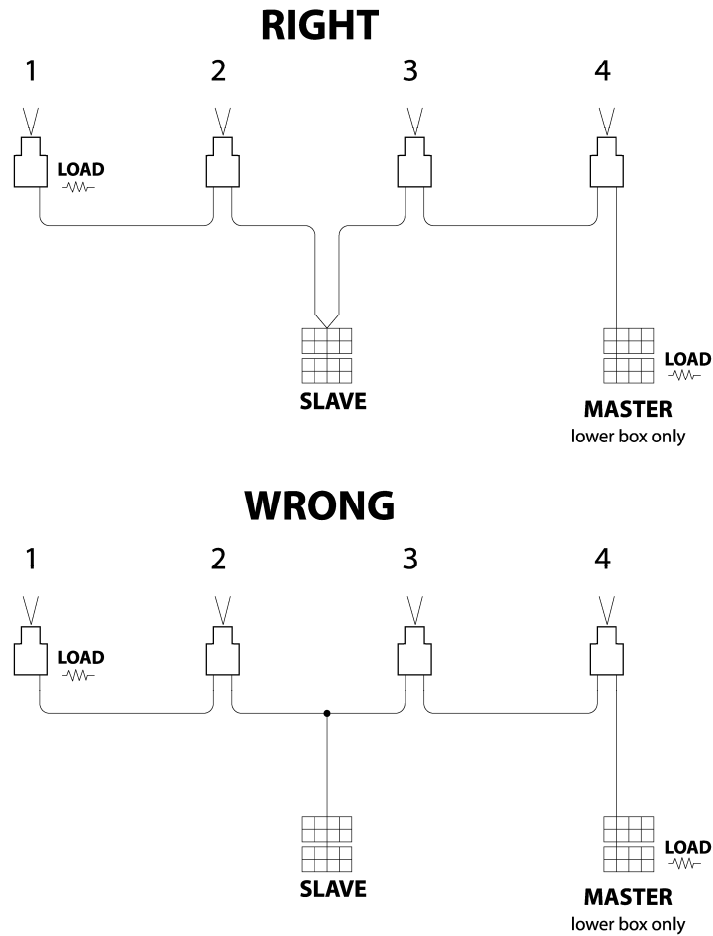 RIGHT
1 2 3 4
LOAD
LOAD
SLAVE
MASTER
lower box only
WRONG
1 2 3 4
LOAD
LOAD
SLAVE
MASTER
lower box only